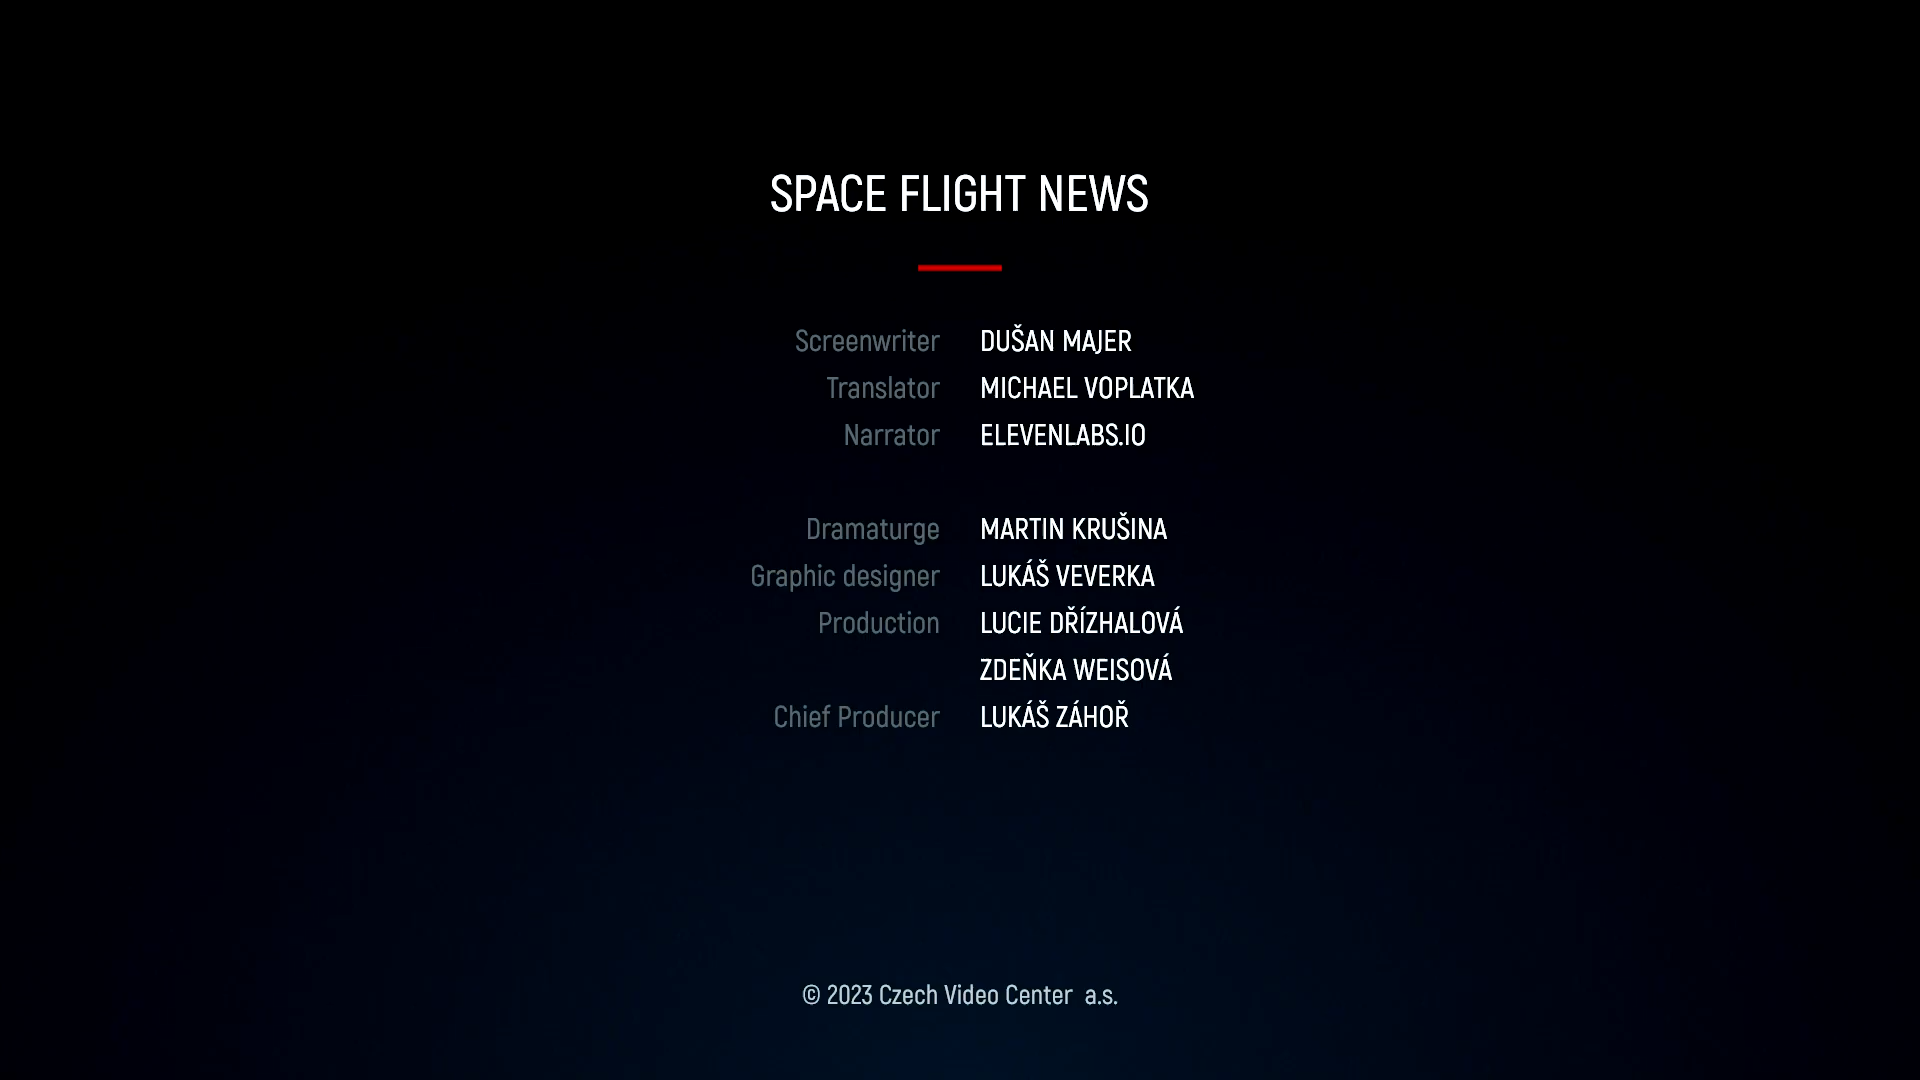 SPACE FLIGHT NEWS
Screenwriter DUŠAN MAJER
Translator MICHAEL VOPLATKA
Narrator ELEVENLABS.IO
Dramaturge MARTIN KRUŠINA
Graphic designer LUKÁŠ VEVERKA
Production LUCIE DŘÍZHALOVÁ
ZDEŇKA WEISOVÁ
Chief Producer LUKÁŠ ZÁHOŘ
© 2023 Czech Video Center a.s.